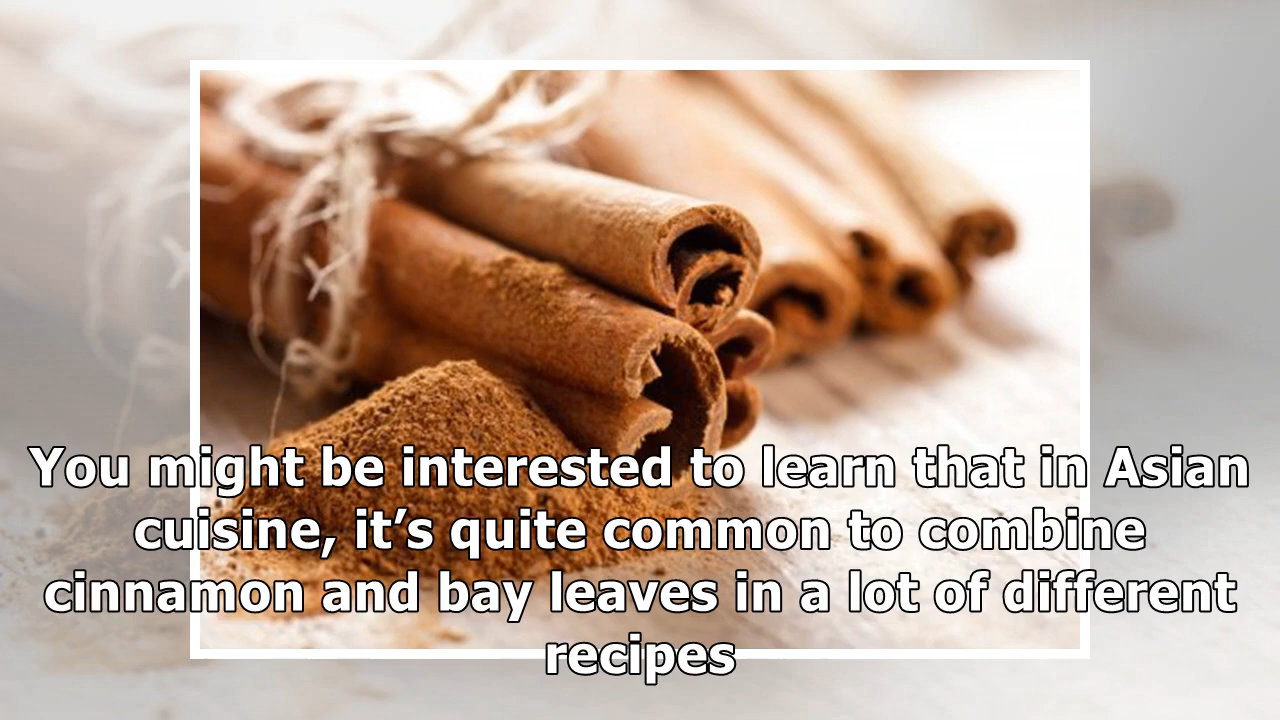 You might be interested to learn that in Asian
cuisine, it’s quite common to combine
cinnamon and bay leaves in a lot of different
recipes